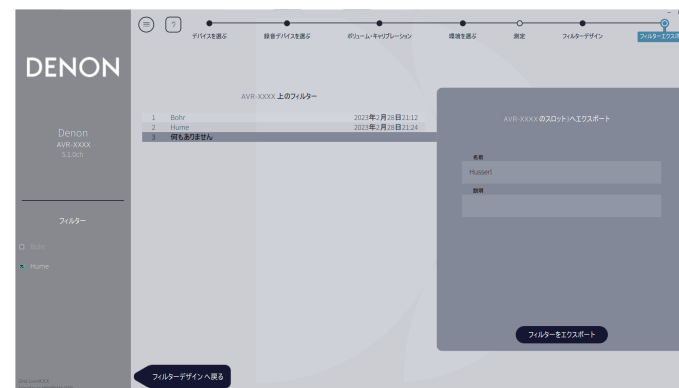 ?
デバイスを選ぶ
録音デバイスを選ぶ
ボリューム・キャリブレーション
環境を選ぶ
測定
フィルターデザイン
フィルターエクスポ
DENON
Denon
AVR-XXXX
5.1.0ch
フィルター
Bohr
Hume
AVR-XXXX 上のフィルター
1 Bohr 2023年2月28日21:12
2 Hume 2023年2月28日21:24
3 何もありません
AVR-XXXX のスロット3へエクスポート
名前
Husserl
説明
フィルターをエクスポート
フィルターデザインへ戻る